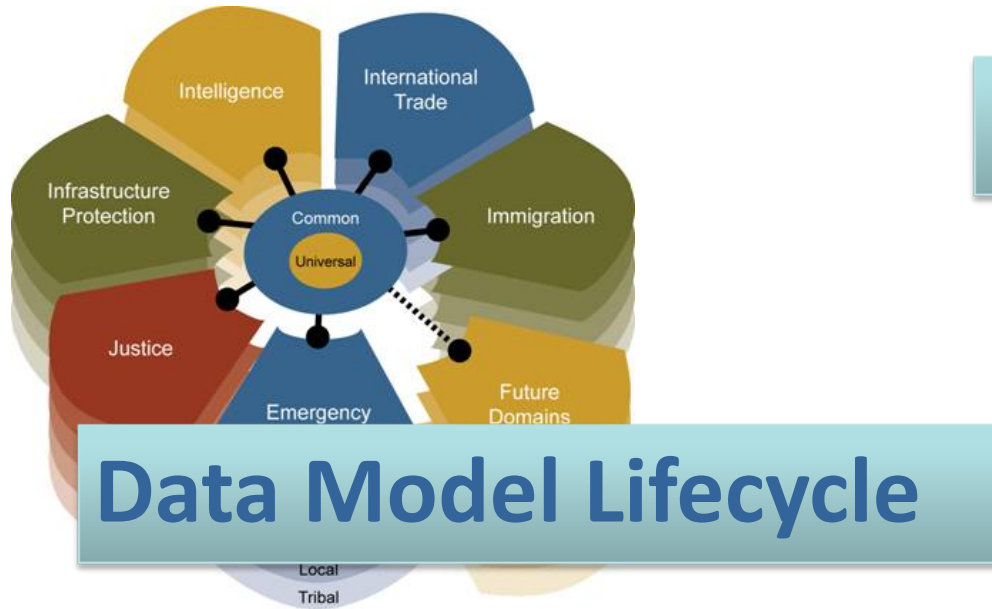 Intelligence
International
Trade
Infrastructure
Protection
Common
Immigration
Universal
Justice
Emergency
Future
Domains
Data Model Lifecycle
Local
Tribal